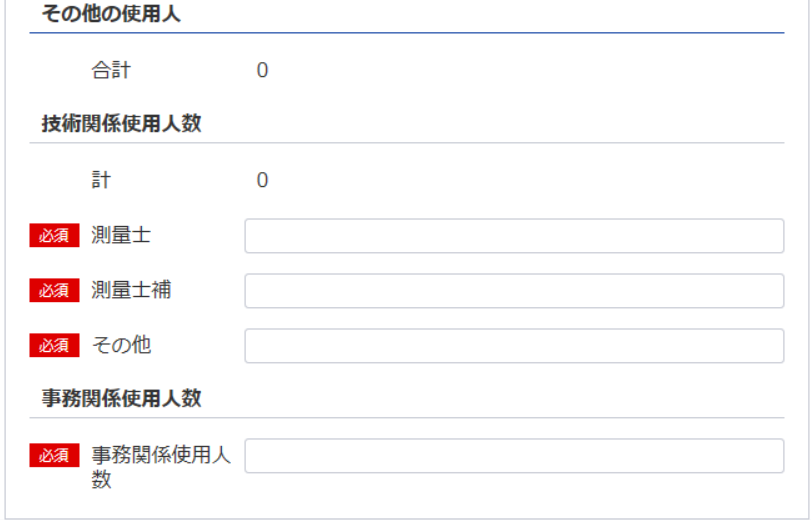 その他の使用人
合計 0
技術関係使用人数
計 0
必須 測量士
必須 測量士補
必須 その他
事務関係使用人数
必須 事務関係使用人
数